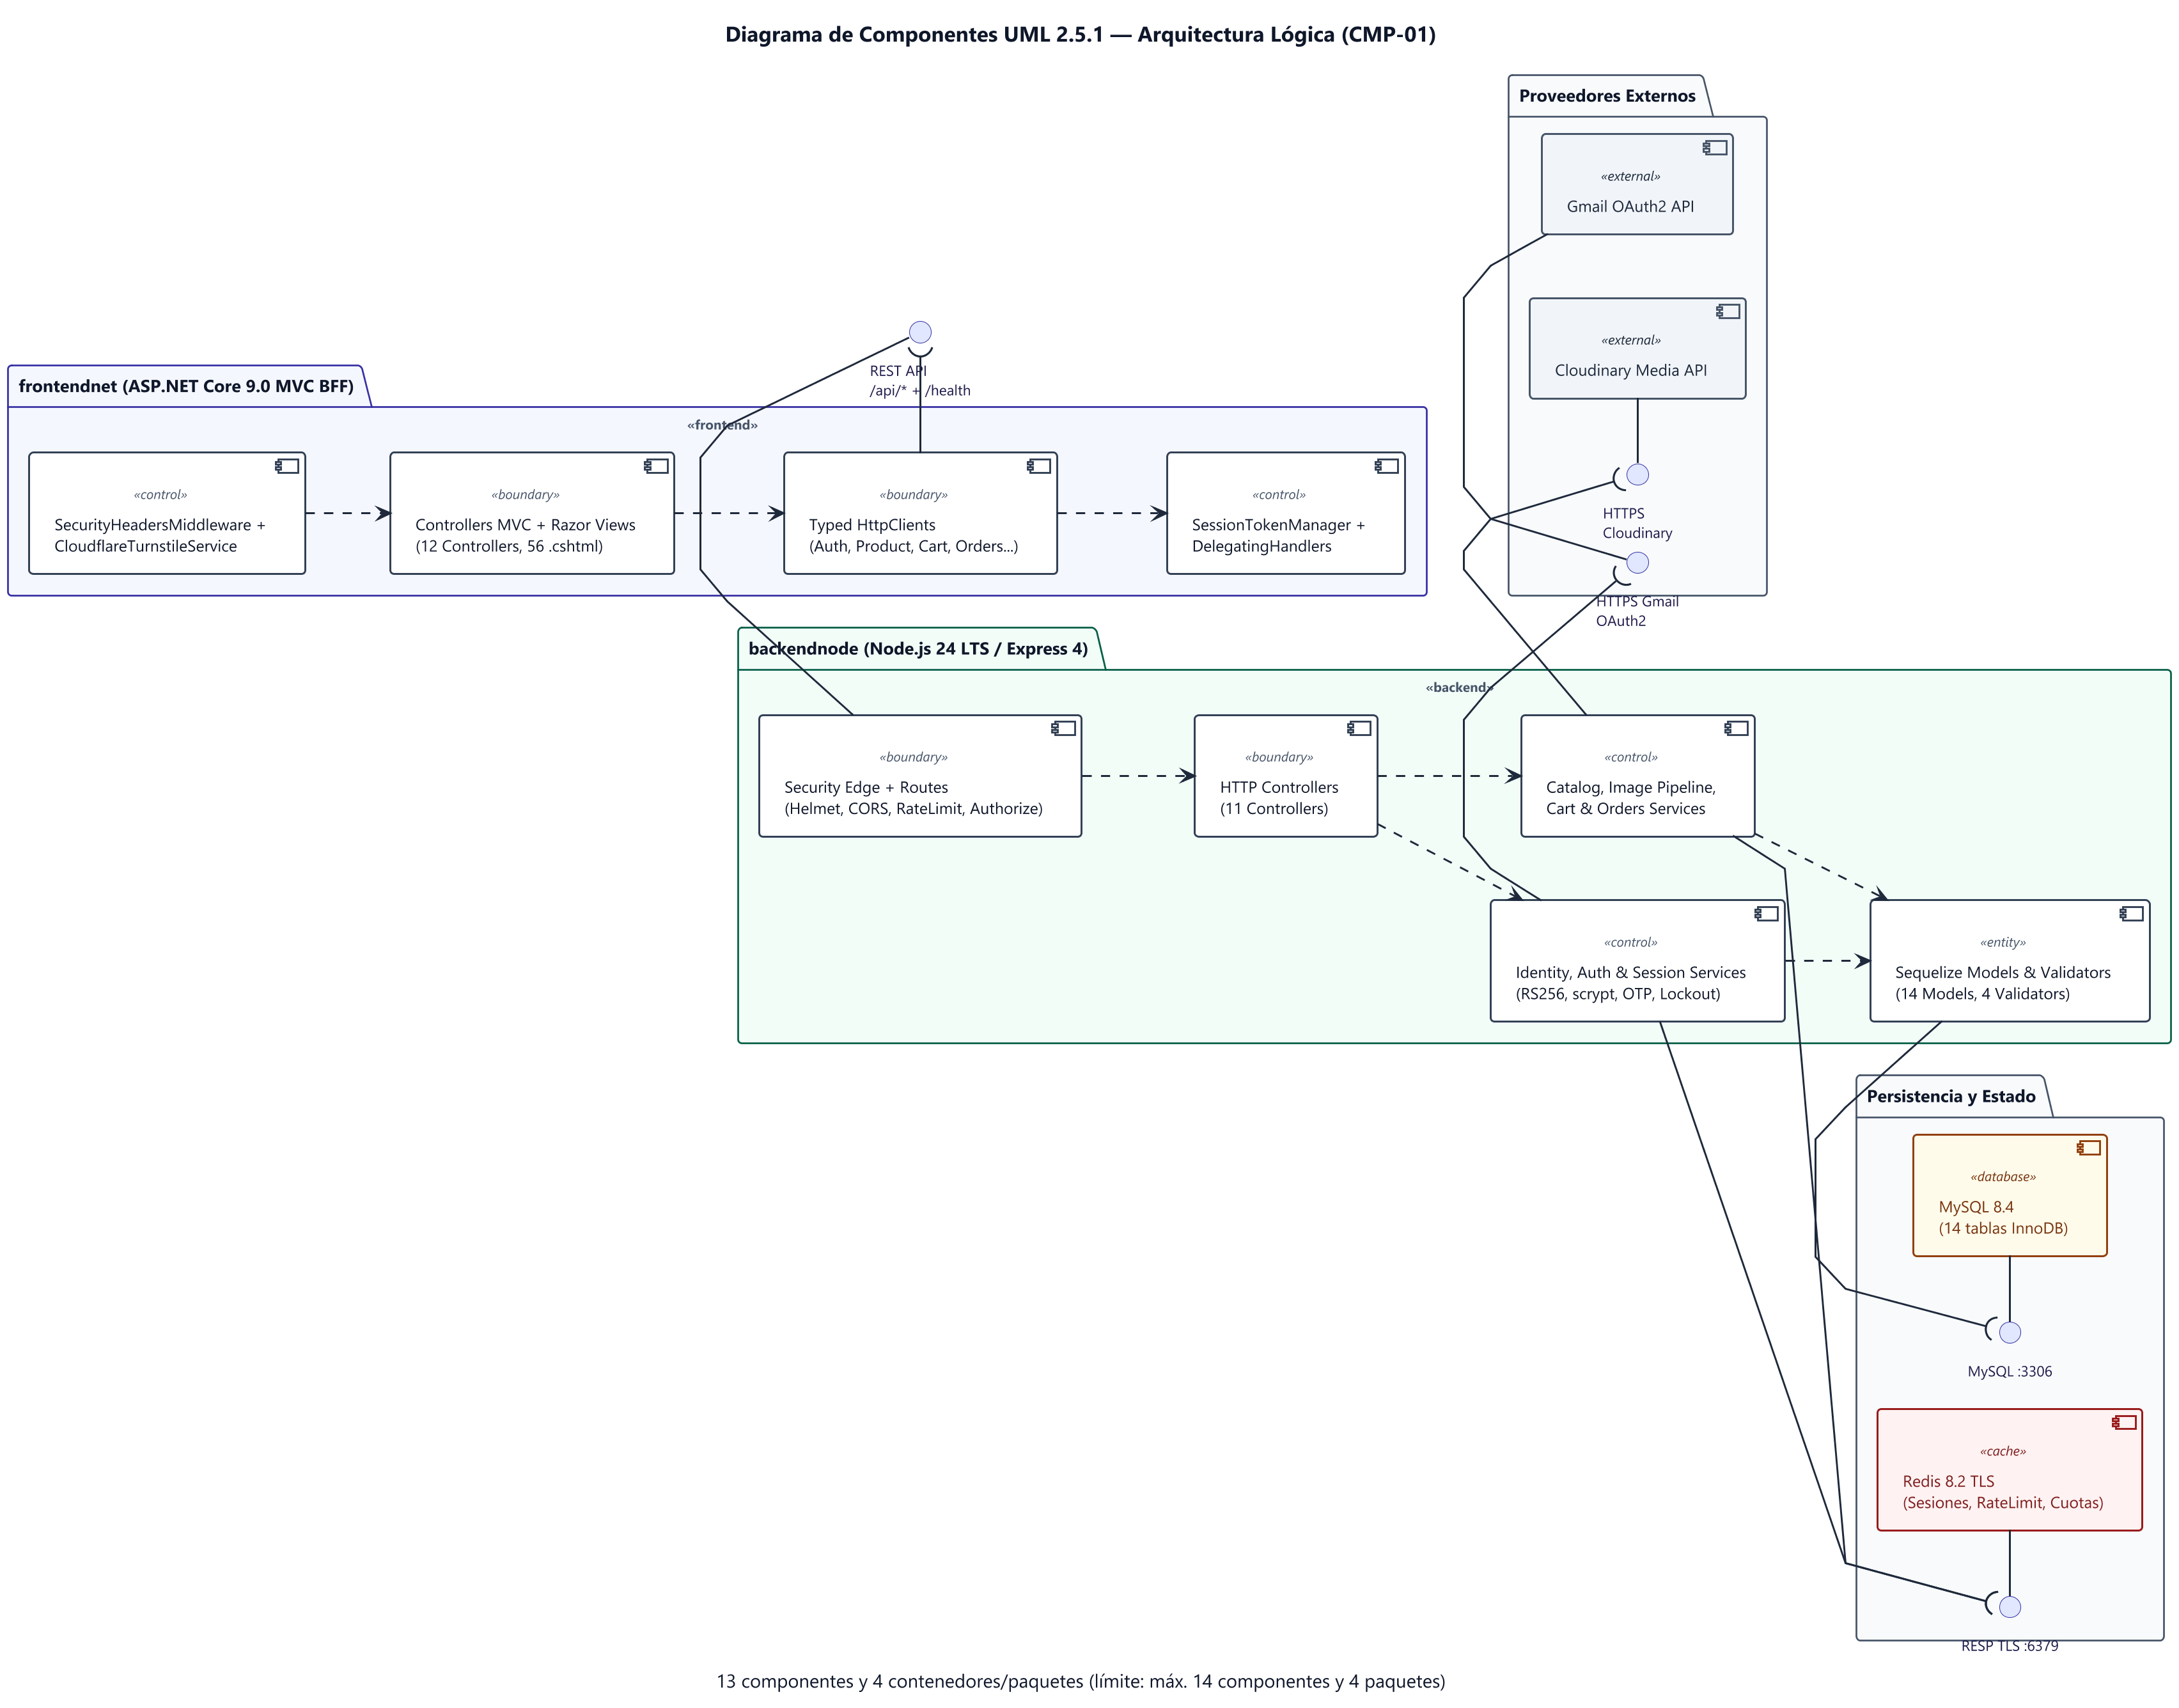 Diagrama de Componentes UML 2.5.1 — Arquitectura Lógica (CMP-01)
Proveedores Externos
«external»
Gmail OAuth2 API
«external»
Cloudinary Media API
HTTPS
Cloudinary
HTTPS Gmail
OAuth2
REST API
/api/* + /health
frontendnet (ASP.NET Core 9.0 MVC BFF)
«frontend»
«control»
SecurityHeadersMiddleware +
CloudflareTurnstileService
«boundary»
Controllers MVC + Razor Views
(12 Controllers, 56 .cshtml)
«boundary»
Typed HttpClients
(Auth, Product, Cart, Orders...)
«control»
SessionTokenManager +
DelegatingHandlers
backendnode (Node.js 24 LTS / Express 4)
«backend»
«boundary»
Security Edge + Routes
(Helmet, CORS, RateLimit, Authorize)
«boundary»
HTTP Controllers
(11 Controllers)
«control»
Catalog, Image Pipeline,
Cart & Orders Services
«control»
Identity, Auth & Session Services
(RS256, scrypt, OTP, Lockout)
«entity»
Sequelize Models & Validators
(14 Models, 4 Validators)
Persistencia y Estado
«database»
MySQL 8.4
(14 tablas InnoDB)
MySQL :3306
«cache»
Redis 8.2 TLS
(Sesiones, RateLimit, Cuotas)
RESP TLS :6379
13 componentes y 4 contenedores/paquetes (límite: máx. 14 componentes y 4 paquetes)